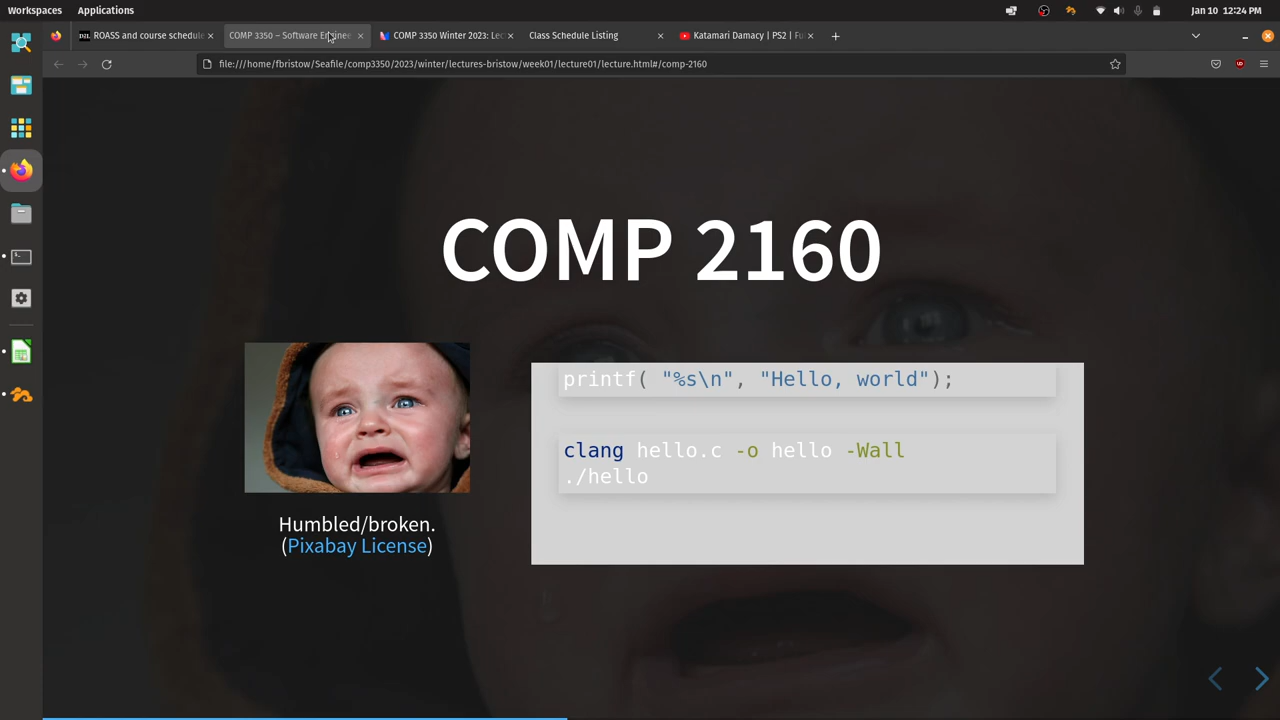 Workspaces Applications Jan 10 12:24 PM
ROASS and course schedule COMP 3350 – Software Enginee COMP 3350 Winter 2023: Lec Class Schedule Listing Katamari Damacy | PS2 | Fu
file:///home/fbristow/Seafile/comp3350/2023/winter/lectures-bristow/week01/lecture01/lecture.html#/comp-2160
COMP 2160
printf( "%s\n", "Hello, world");
clang hello.c -o hello -Wall
./hello
Humbled/broken.
(Pixabay License)